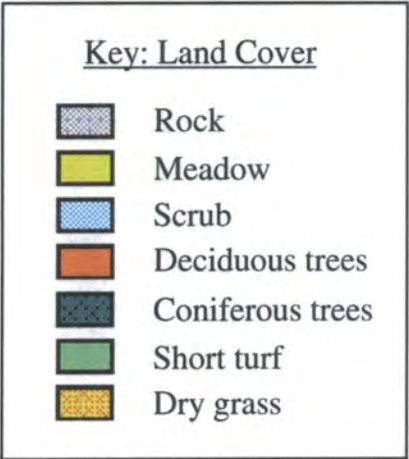 Key: Land Cover
Rock
Meadow
Scrub
Deciduous trees
Coniferous trees
Short turf
Dry grass